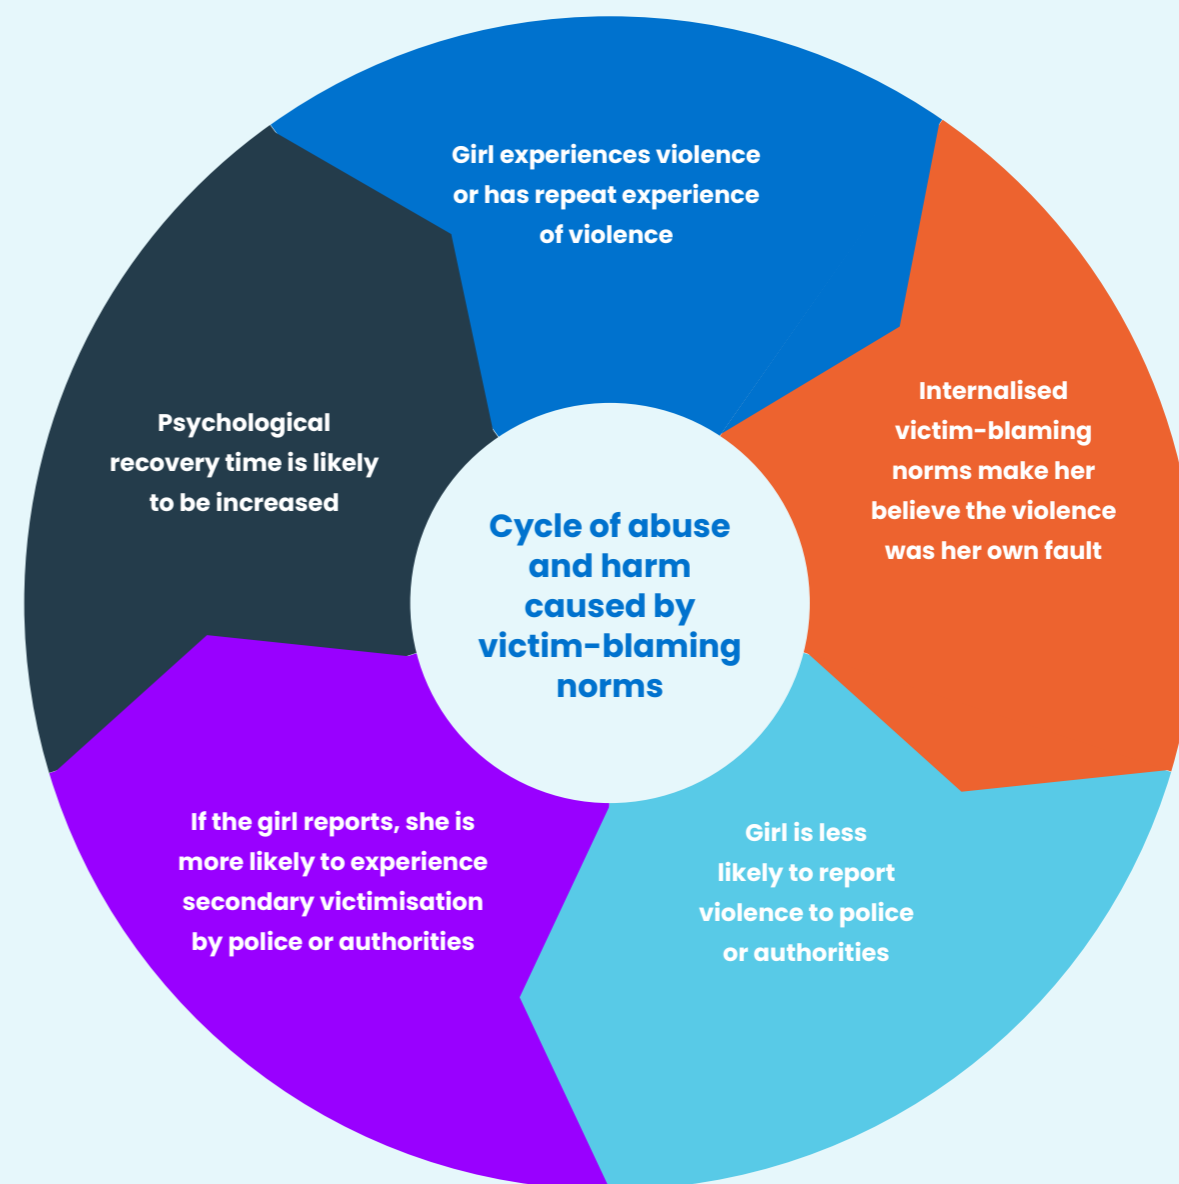 Girl experiences violence
or has repeat experience
of violence
Internalised
victim-blaming
norms make her
believe the violence
was her own fault
Girl is less
likely to report
violence to police
or authorities
If the girl reports, she is
more likely to experience
secondary victimisation
by police or authorities
Psychological
recovery time is likely
to be increased
Cycle of abuse
and harm
caused by
victim-blaming
norms